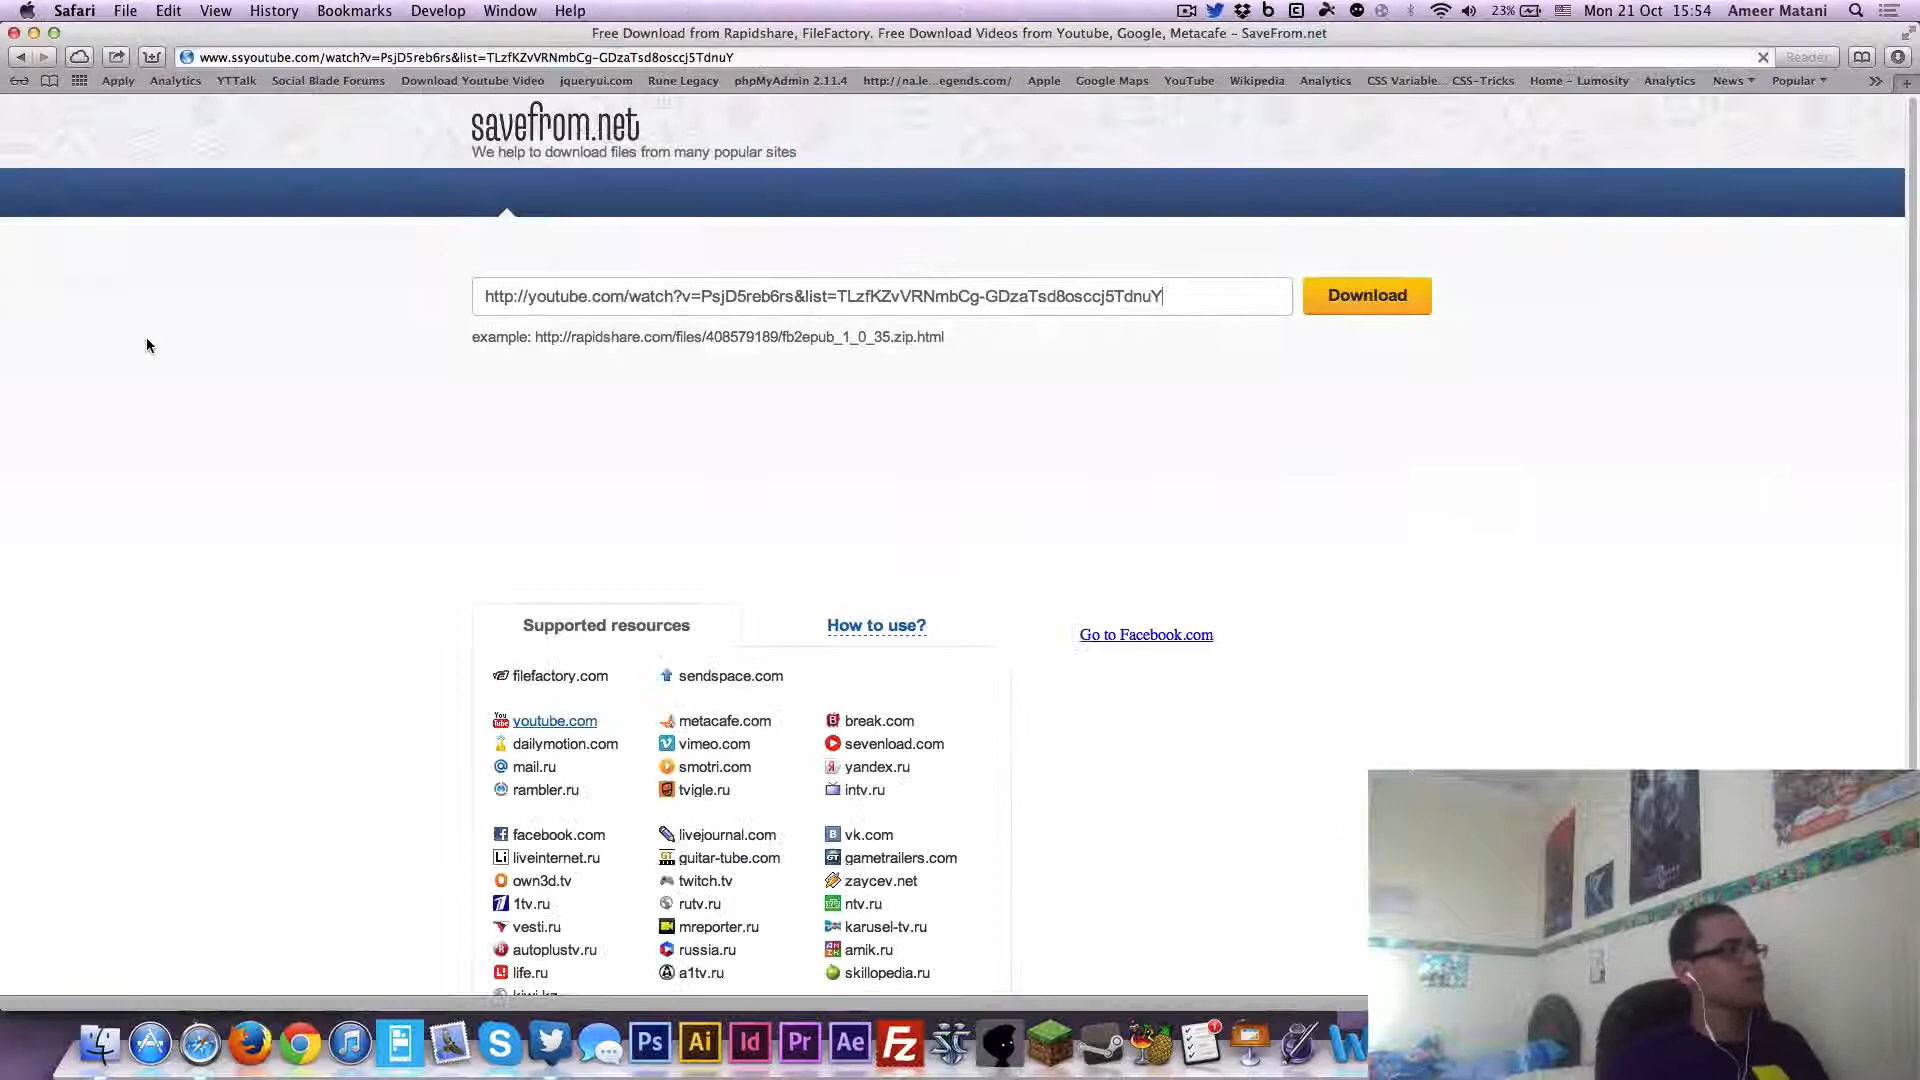 Safari File Edit View History Bookmarks Develop Window Help 23% Mon 21 Oct 15:54 Ameer Matani
Free Download from Rapidshare, FileFactory. Free Download Videos from Youtube, Google, Metacafe – SaveFrom.net
www.ssyoutube.com/watch?v=PsjD5reb6rs&list=TLzfKZvVRNmbCg-GDzaTsd8osccj5TdnuY Reader
Apply Analytics YTTalk Social Blade Forums Download Youtube Video jqueryui.com Rune Legacy phpMyAdmin 2.11.4 http://na.le...egends.com/ Apple Google Maps YouTube Wikipedia Analytics CSS Variable... CSS-Tricks Home – Lumosity Analytics News Popular
savefrom.net
We help to download files from many popular sites
http://youtube.com/watch?v=PsjD5reb6rs&list=TLzfKZvVRNmbCg-GDzaTsd8osccj5TdnuY Download
example: http://rapidshare.com/files/408579189/fb2epub_1_0_35.zip.html
Supported resources How to use?
Go to Facebook.com
filefactory.com sendspace.com
youtube.com metacafe.com break.com
dailymotion.com vimeo.com sevenload.com
mail.ru smotri.com yandex.ru
rambler.ru tvigle.ru intv.ru
facebook.com livejournal.com vk.com
liveinternet.ru guitar-tube.com gametrailers.com
own3d.tv twitch.tv zaycev.net
1tv.ru rutv.ru ntv.ru
vesti.ru mreporter.ru karusel-tv.ru
autoplustv.ru russia.ru amik.ru
life.ru a1tv.ru skillopedia.ru
kiwi.kz
Ps Ai Id Pr Ae Fz 1